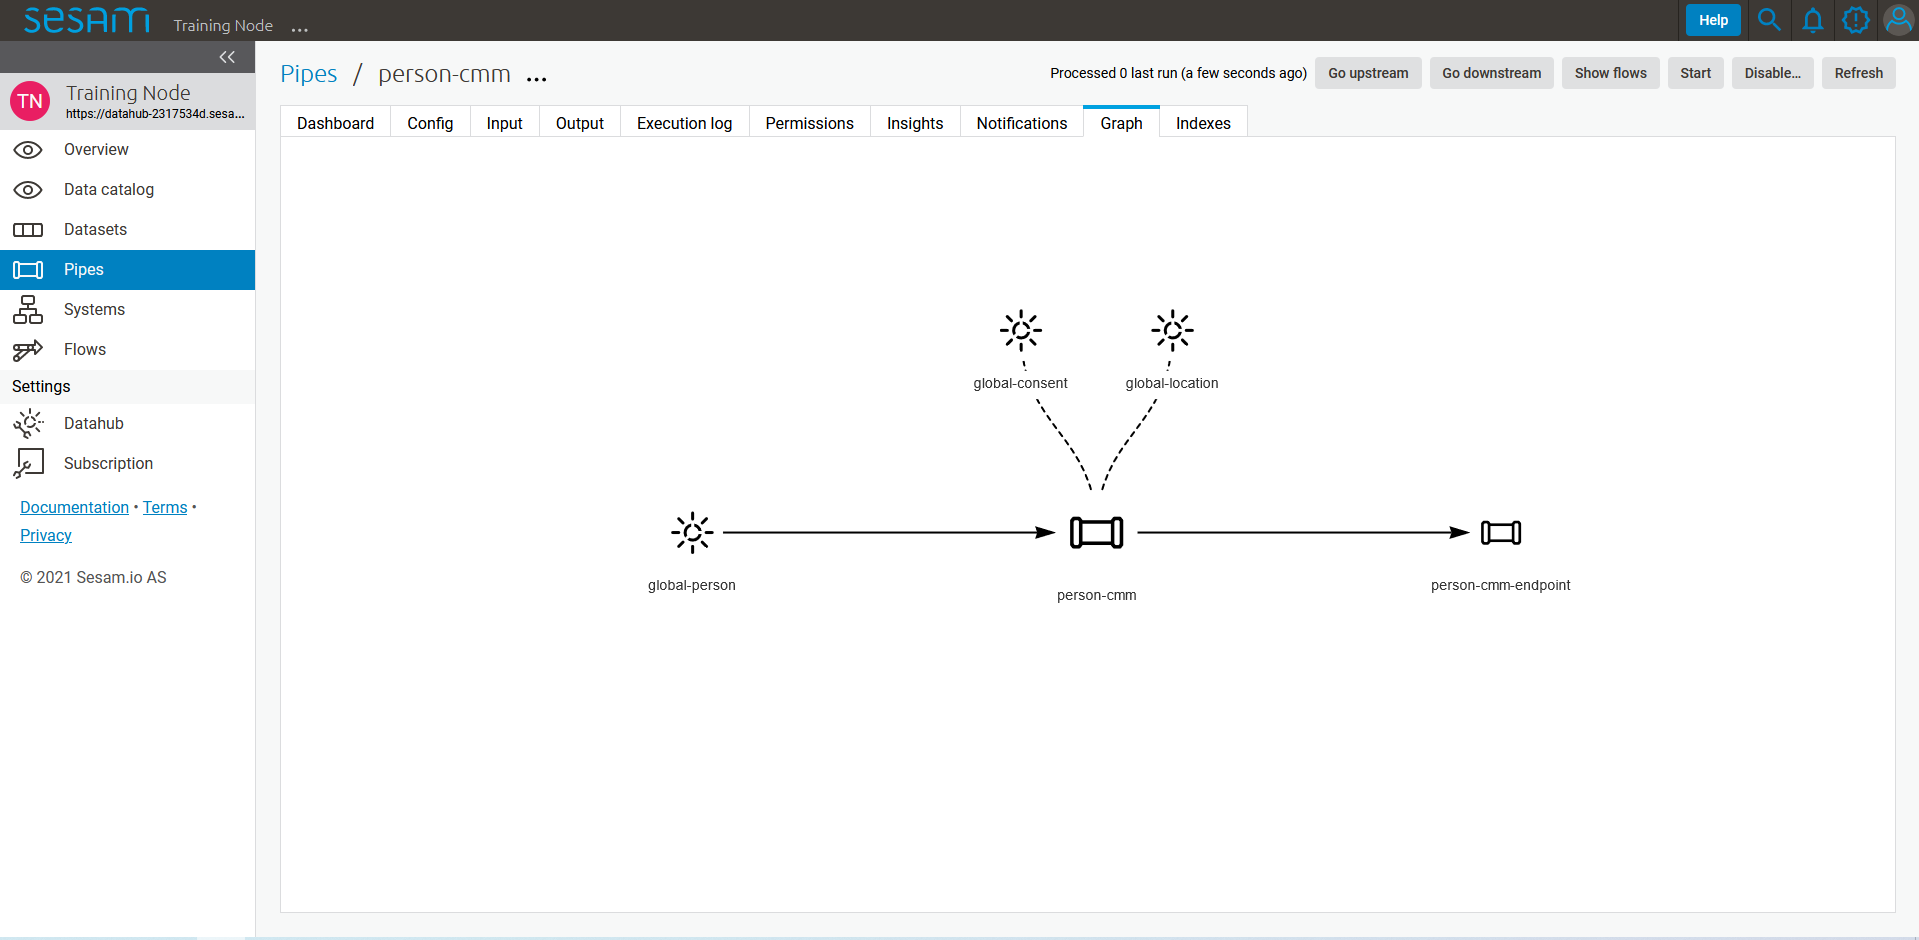 sesam Training Node ... Help
TN Training Node
https://datahub-2317534d.sesa...
Overview
Data catalog
Datasets
Pipes
Systems
Flows
Settings
Datahub
Subscription
Documentation • Terms •
Privacy
© 2021 Sesam.io AS
Pipes / person-cmm ...
Processed 0 last run (a few seconds ago) Go upstream Go downstream Show flows Start Disable... Refresh
Dashboard Config Input Output Execution log Permissions Insights Notifications Graph Indexes
global-consent global-location
global-person person-cmm person-cmm-endpoint